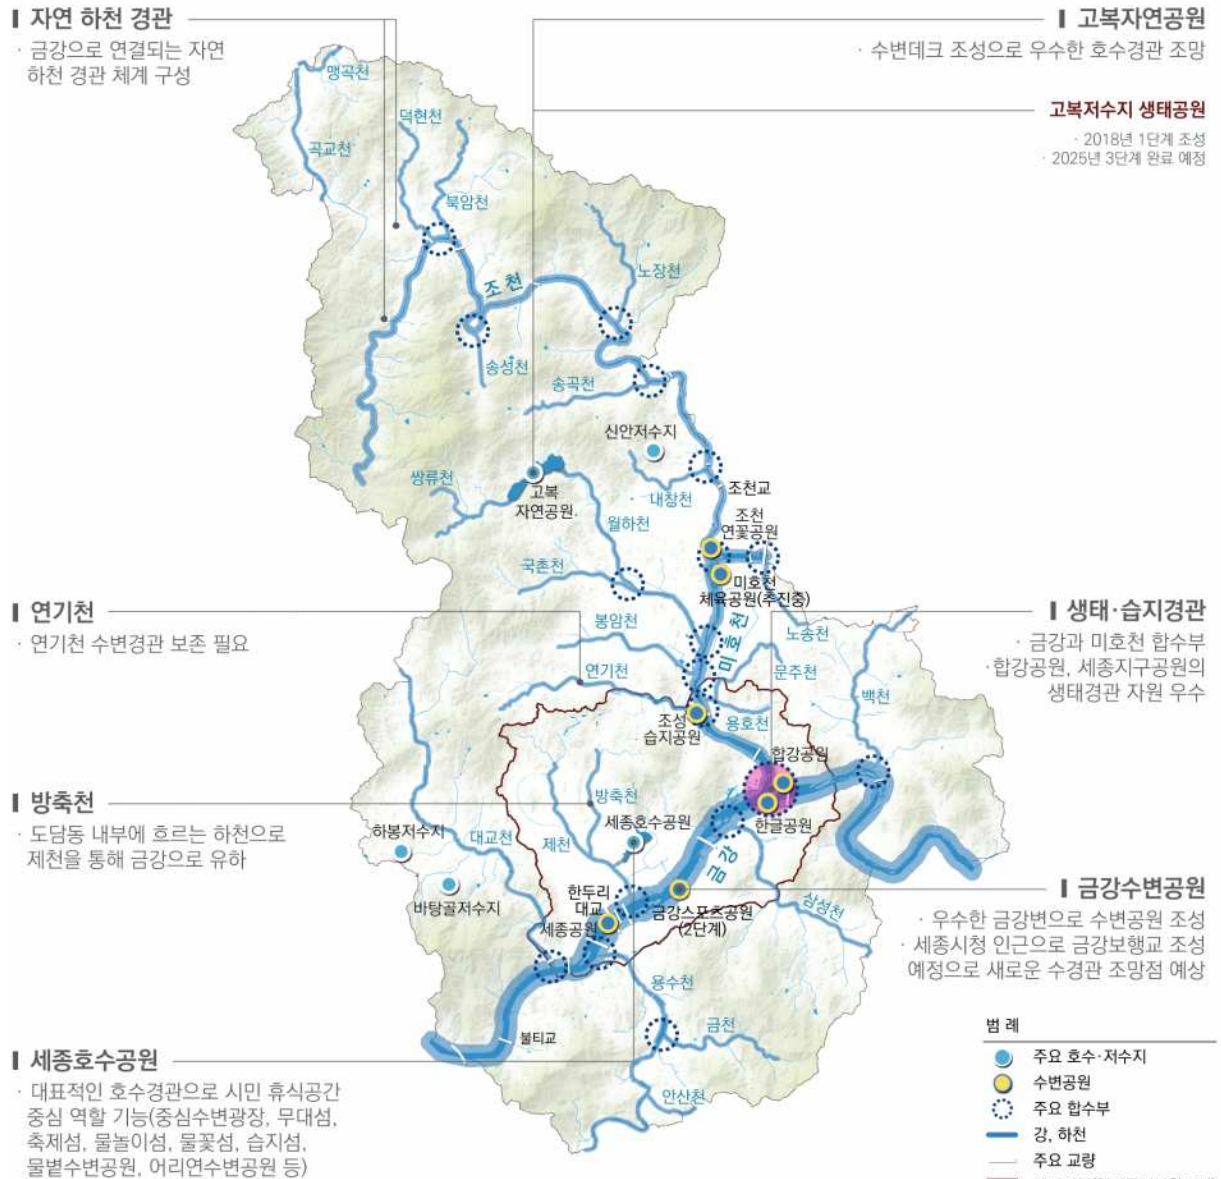 자연 하천 경관
· 금강으로 연결되는 자연
하천 경관 체계 구성
고복자연공원
· 수변데크 조성으로 우수한 호수경관 조망
고복저수지 생태공원
· 2018년 1단계 조성
· 2025년 3단계 완료 예정
맹곡천
덕현천
곡교천
북암천
노장천
조천
송성천
송곡천
신안저수지
쌍류천
고복
자연공원
내창천
조천교
월하천
조천
연꽃공원
국촌천
미호천
체육공원(추진중)
연기천
· 연기천 수변경관 보존 필요
생태·습지경관
· 금강과 미호천 합수부
· 합강공원, 세종지구공원의
생태경관 자원 우수
봉암천
미호천
노송천
연기천
문주천
백천
조성
습지공원
용호천
합강공원
방축천
· 도담동 내부에 흐르는 하천으로
제천을 통해 금강으로 유하
방축천
하봉저수지
대교천
제천
세종호수공원
한글공원
금강
바탕골저수지
한두리
대교
세종공원
금강스포츠공원
(2단계)
삼성천
금강수변공원
· 우수한 금강변으로 수변공원 조성
· 세종시청 인근으로 금강보행교 조성
예정으로 새로운 수경관 조망점 예상
용수천
금천
불티교
안산천
세종호수공원
· 대표적인 호수경관으로 시민 휴식공간
중심 역할 기능(중심수변광장, 무대섬,
축제섬, 물놀이섬, 물꽃섬, 습지섬,
물볕수변공원, 어리연수변공원 등)
범 례
주요 호수·저수지
수변공원
주요 합수부
강, 하천
주요 교량